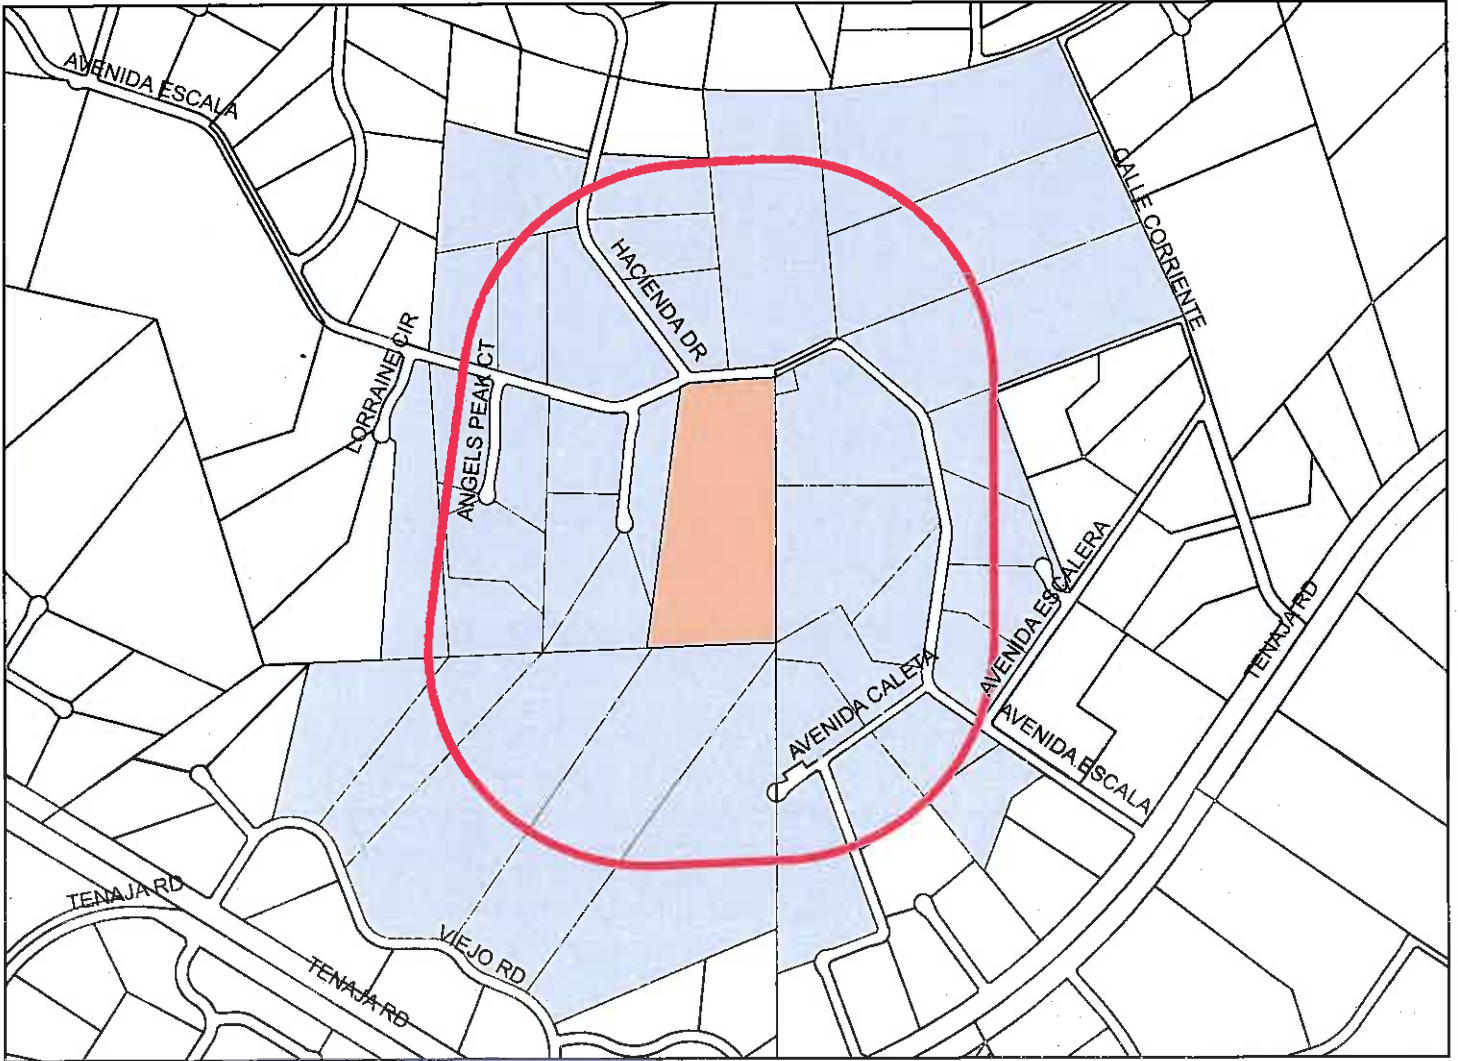 AVENIDA ESCALA
CALLE CORRIENTE
HACIENDA DR
LORRAINE CIR
ANGELS PEAK CT
AVENIDA ESCALERA
TENAJA RD
AVENIDA CALETA
AVENIDA ESCALA
TENAJA RD
VIEJO RD
TENAJA RD